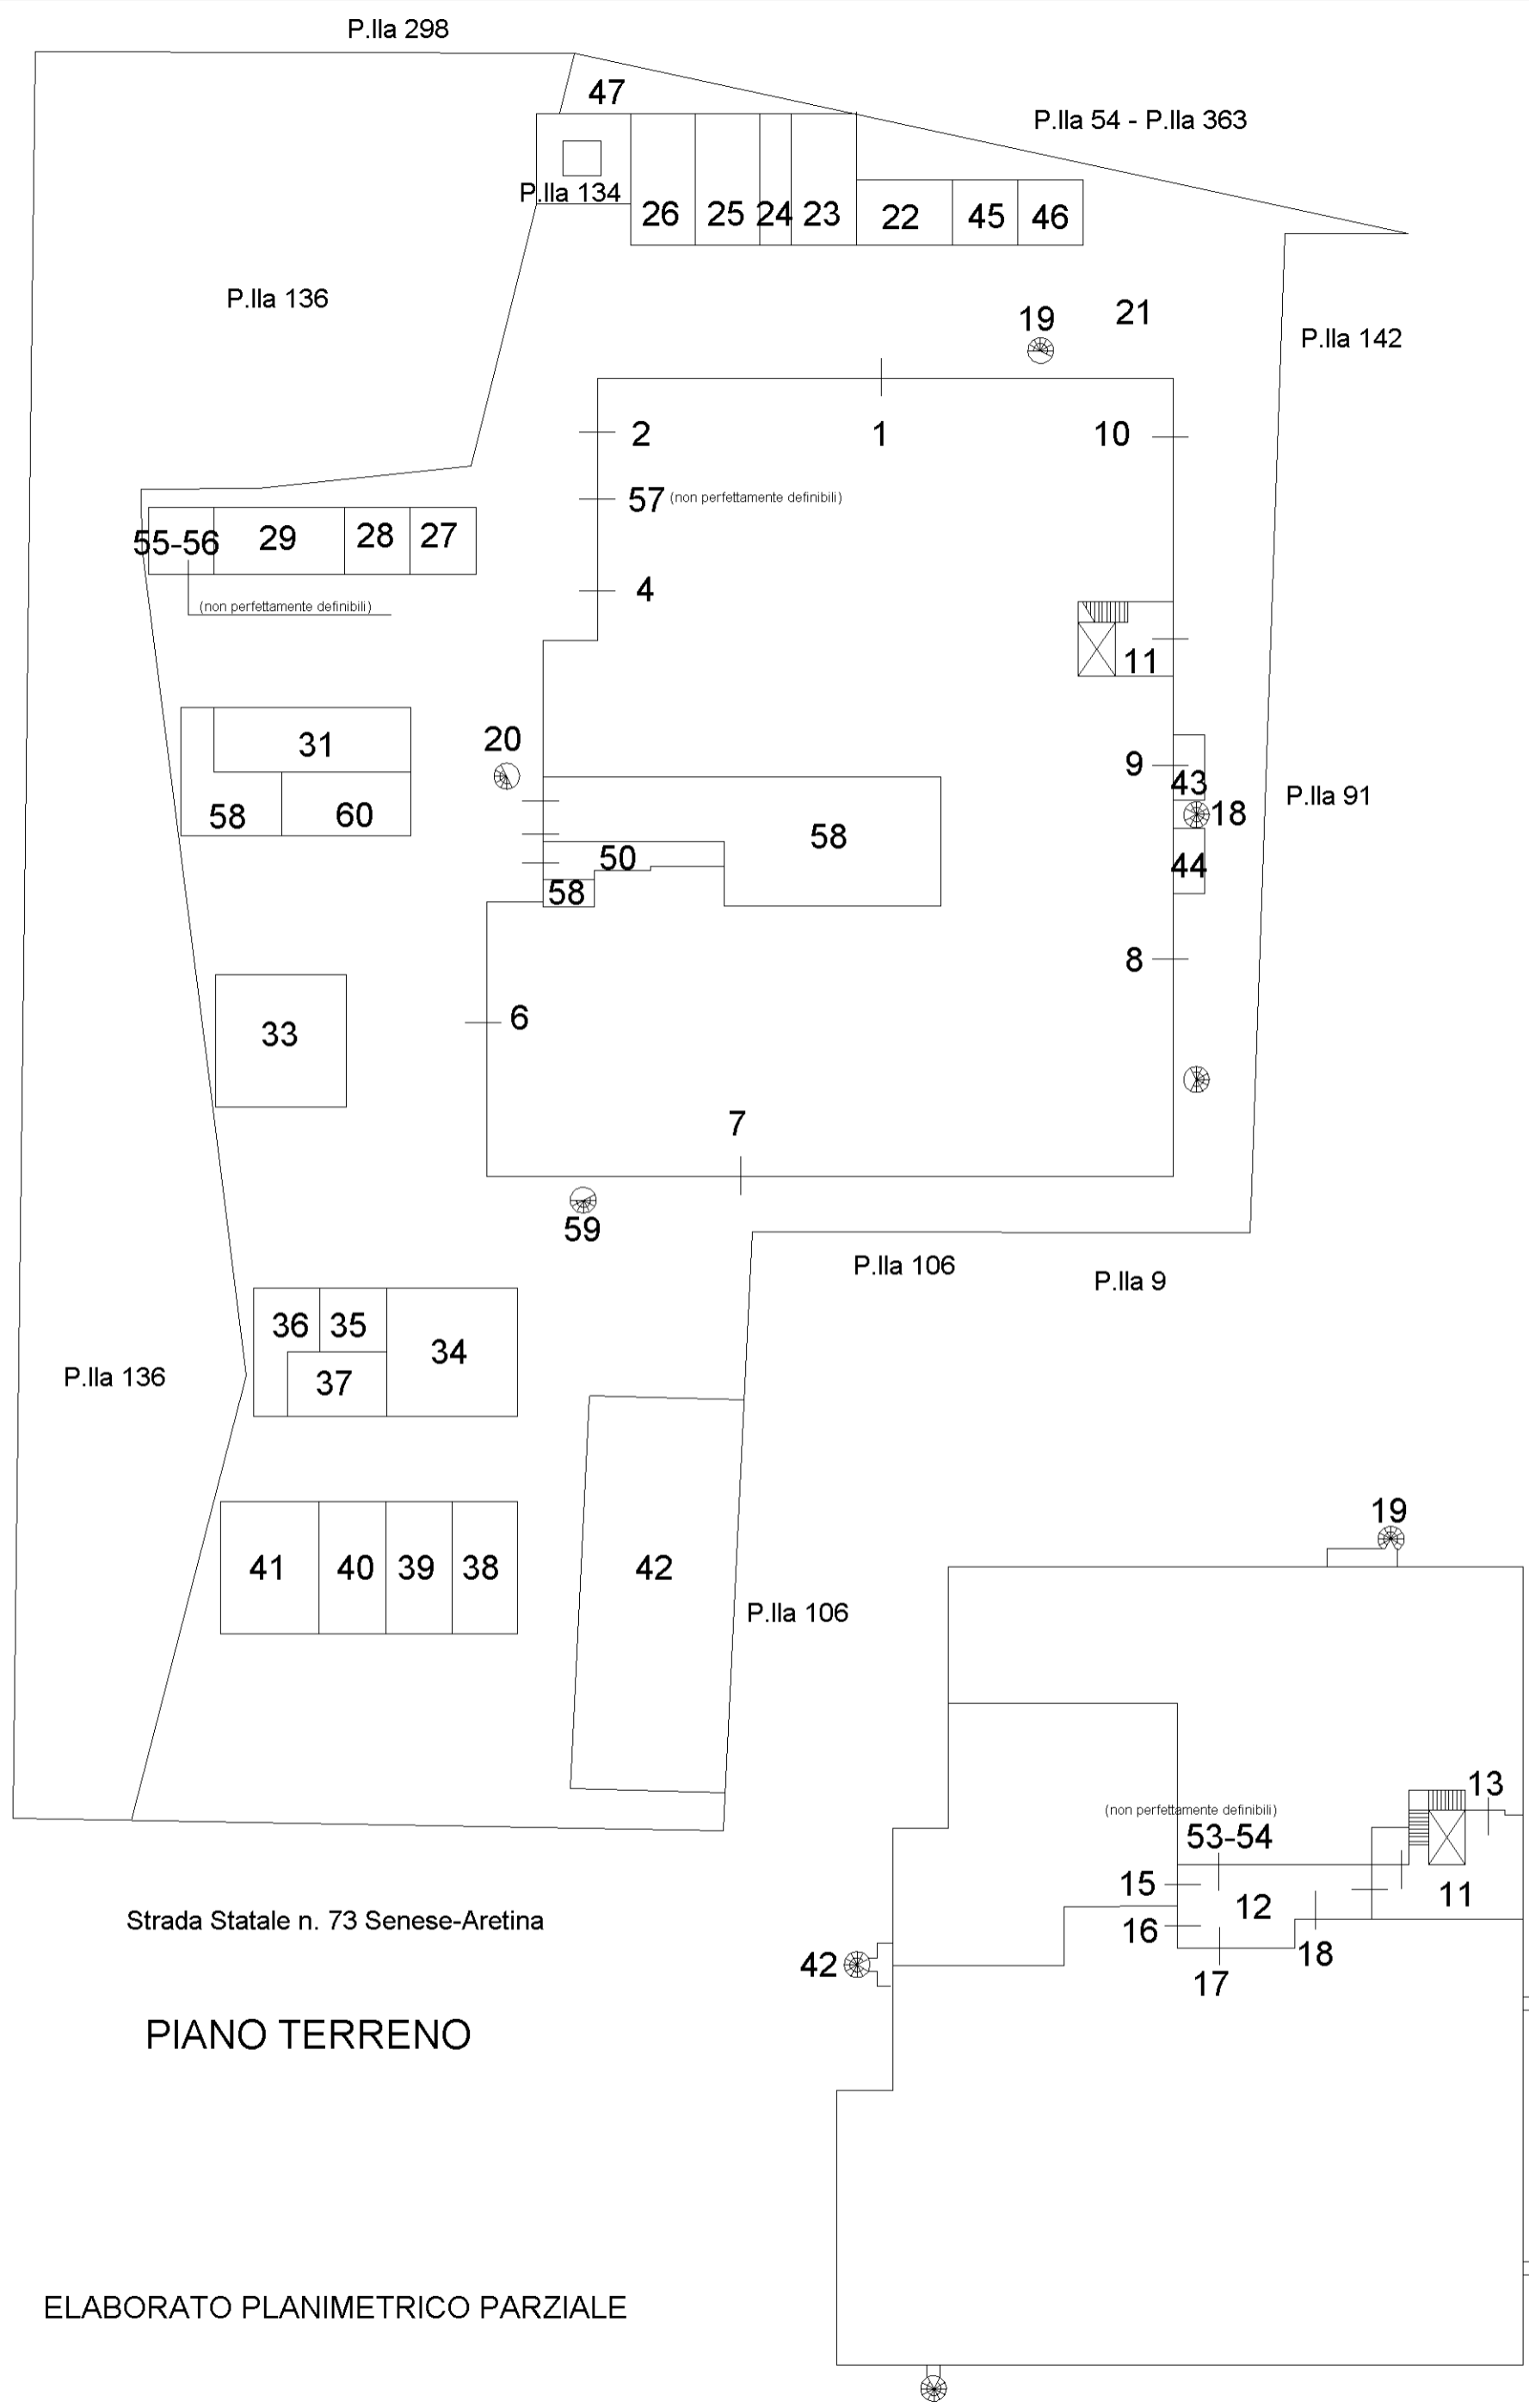 P.lla 298
47
P.lla 54 - P.lla 363
P.lla 134
26 25 24 23 22 45 46
P.lla 136
19
21
P.lla 142
2
1
10
57 (non perfettamente definibili)
55-56 29 28 27
4
(non perfettamente definibili)
11
31
20
9
43
P.lla 91
58 60
18
58
50
44
58
8
33
6
7
59
P.lla 106
P.lla 9
36 35 34
P.lla 136
37
19
41 40 39 38
42
P.lla 106
13
(non perfettamente definibili)
53-54
15
11
12
Strada Statale n. 73 Senese-Aretina
16
18
42
17
PIANO TERRENO
ELABORATO PLANIMETRICO PARZIALE